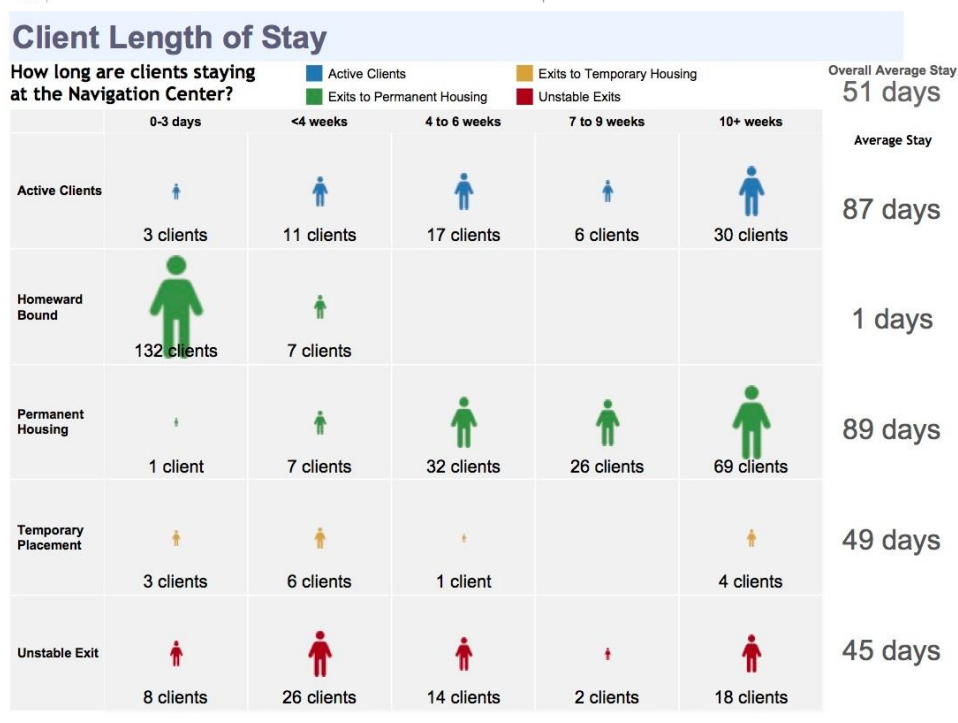 Client Length of Stay
How long are clients staying
at the Navigation Center?
Active Clients
Exits to Temporary Housing
Exits to Permanent Housing
Unstable Exits
Overall Average Stay
51 days
0-3 days
<4 weeks
4 to 6 weeks
7 to 9 weeks
10+ weeks
Average Stay
Active Clients
3 clients
11 clients
17 clients
6 clients
30 clients
87 days
Homeward
Bound
132 clients
7 clients
1 days
Permanent
Housing
1 client
7 clients
32 clients
26 clients
69 clients
89 days
Temporary
Placement
3 clients
6 clients
1 client
4 clients
49 days
Unstable Exit
8 clients
26 clients
14 clients
2 clients
18 clients
45 days